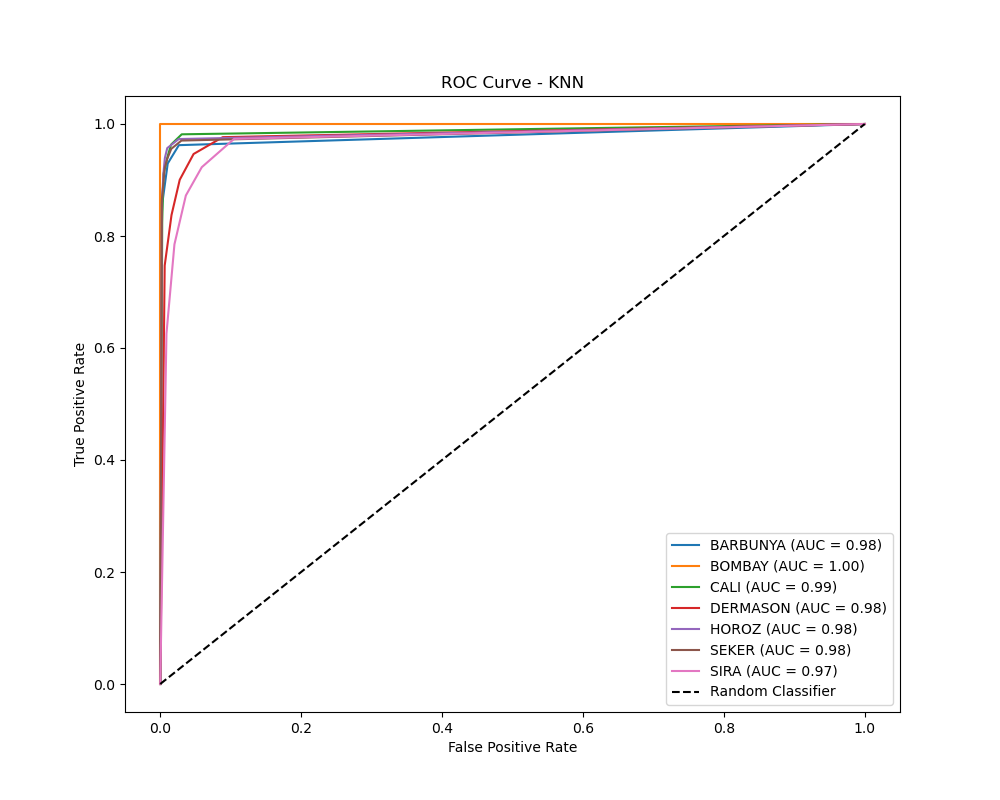 ROC Curve - KNN
True Positive Rate
1.0
0.8
0.6
0.4
0.2
0.0
BARBUNYA (AUC = 0.98)
BOMBAY (AUC = 1.00)
CALI (AUC = 0.99)
DERMASON (AUC = 0.98)
HOROZ (AUC = 0.98)
SEKER (AUC = 0.98)
SIRA (AUC = 0.97)
Random Classifier
0.0 0.2 0.4 0.6 0.8 1.0
False Positive Rate